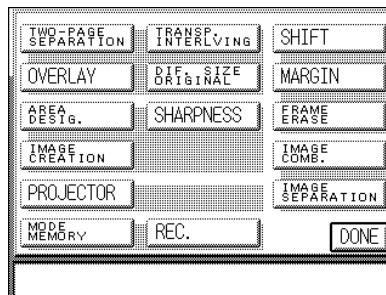 TWO-PAGE
SEPARATION
TRANSP.
INTERLVING
SHIFT
OVERLAY
DIF. SIZE
ORIGINAL
MARGIN
AREA
DESIG.
SHARPNESS
FRAME
ERASE
IMAGE
CREATION
IMAGE
COMB.
PROJECTOR
IMAGE
SEPARATION
MODE
MEMORY
REC.
DONE